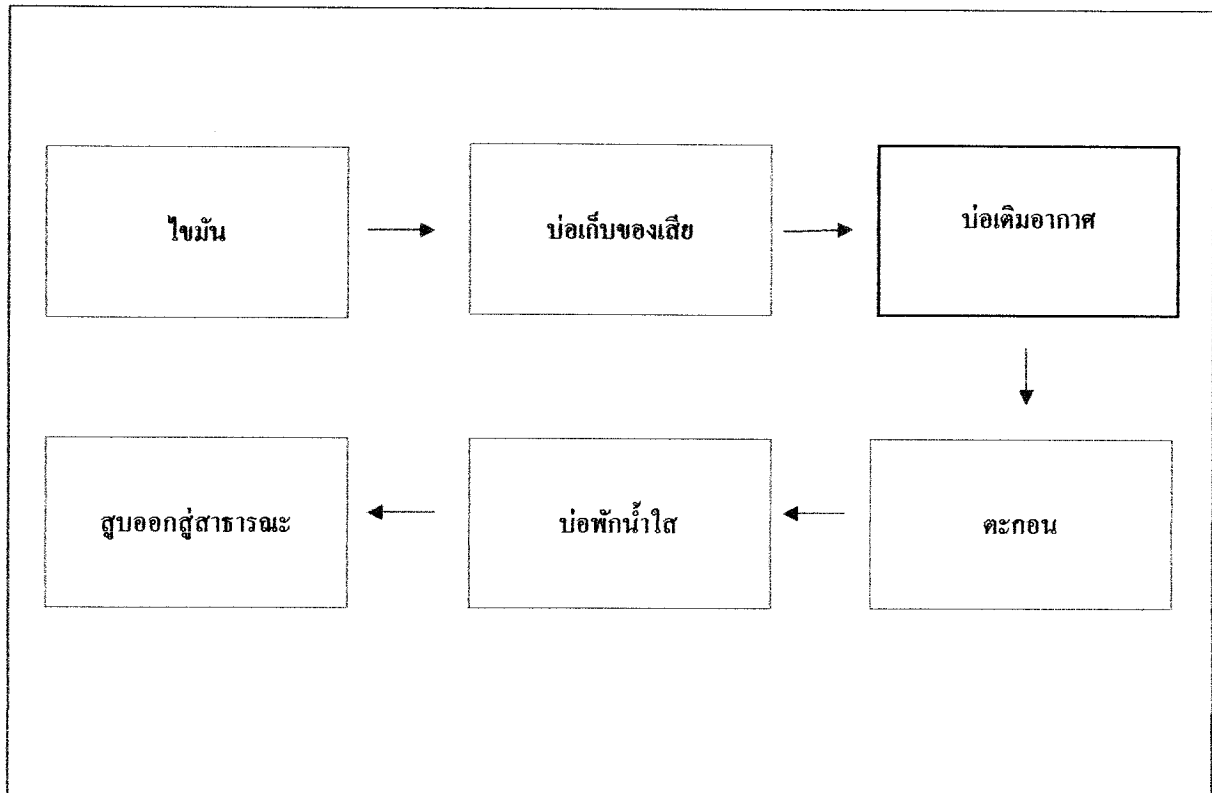 ไขมัน
บ่อเก็บของเสีย
บ่อเติมอากาศ
ตะกอน
บ่อพักน้ำใส
สูบออกสู่สาธารณะ